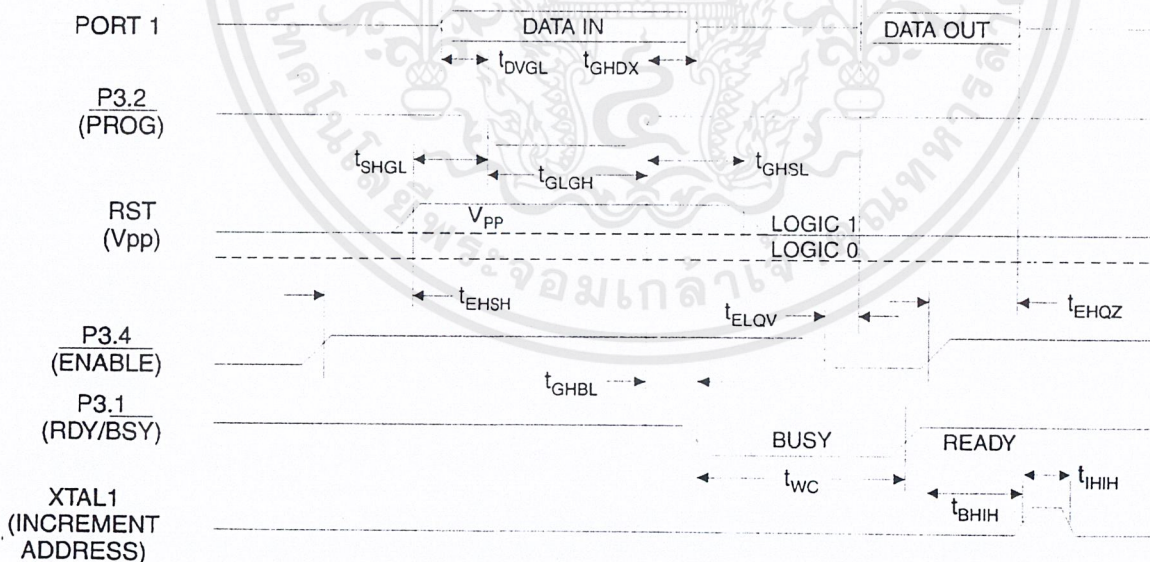 PORT 1
DATA IN
DATA OUT
tDVGL
tGHDX
P3.2
(PROG)
tSHGL
tGLGH
tGHSL
RST
(Vpp)
VPP
LOGIC 1
LOGIC 0
tEHSH
tELQV
tEHQZ
P3.4
(ENABLE)
tGHBL
P3.1
(RDY/BSY)
BUSY
READY
tWC
tIHIH
tBHIH
XTAL1
(INCREMENT
ADDRESS)